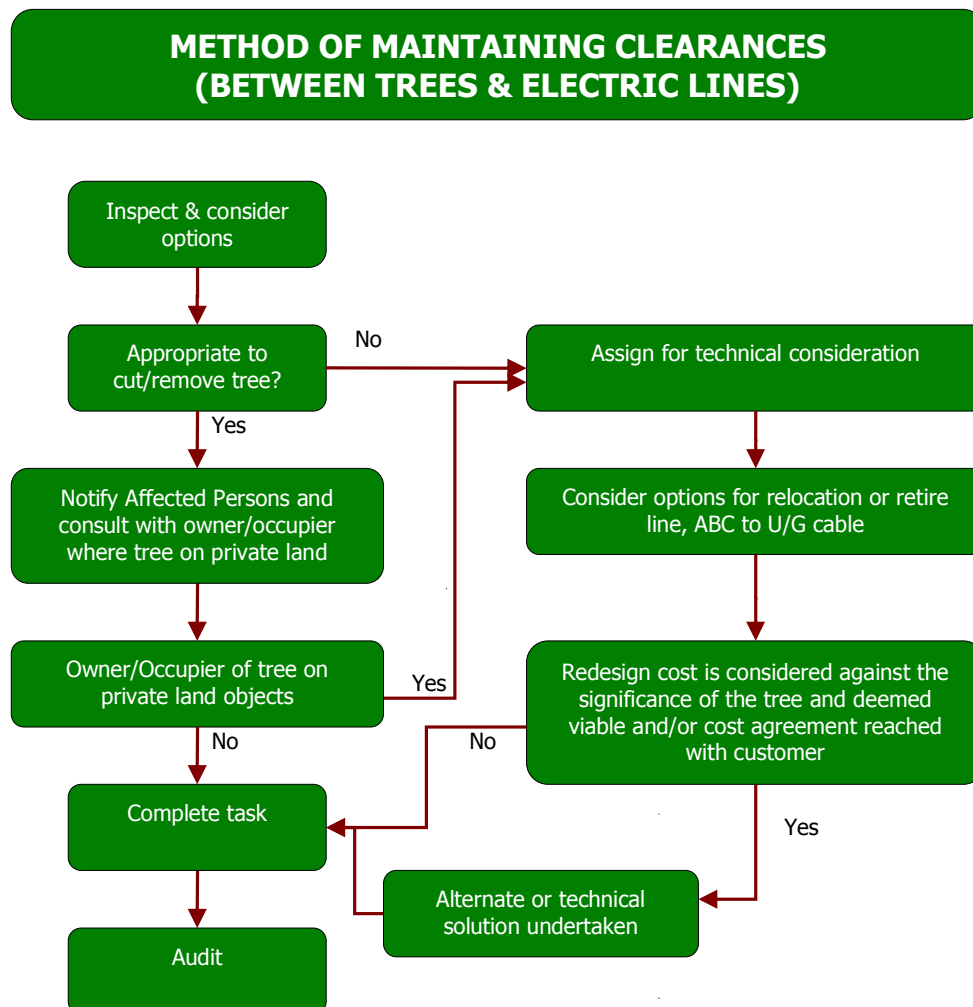 METHOD OF MAINTAINING CLEARANCES
(BETWEEN TREES & ELECTRIC LINES)
Inspect & consider
options
Appropriate to
cut/remove tree?
No
Assign for technical consideration
Yes
Notify Affected Persons and
consult with owner/occupier
where tree on private land
Consider options for relocation or retire
line, ABC to U/G cable
Owner/Occupier of tree on
private land objects
Yes
Redesign cost is considered against the
significance of the tree and deemed
viable and/or cost agreement reached
with customer
No
No
Complete task
Yes
Alternate or technical
solution undertaken
Audit